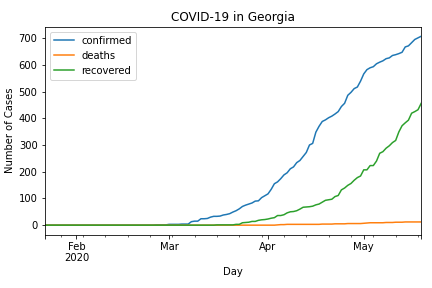 COVID-19 in Georgia
confirmed
deaths
recovered
Number of Cases
700
600
500
400
300
200
100
0
Feb
2020
Mar
Apr
May
Day